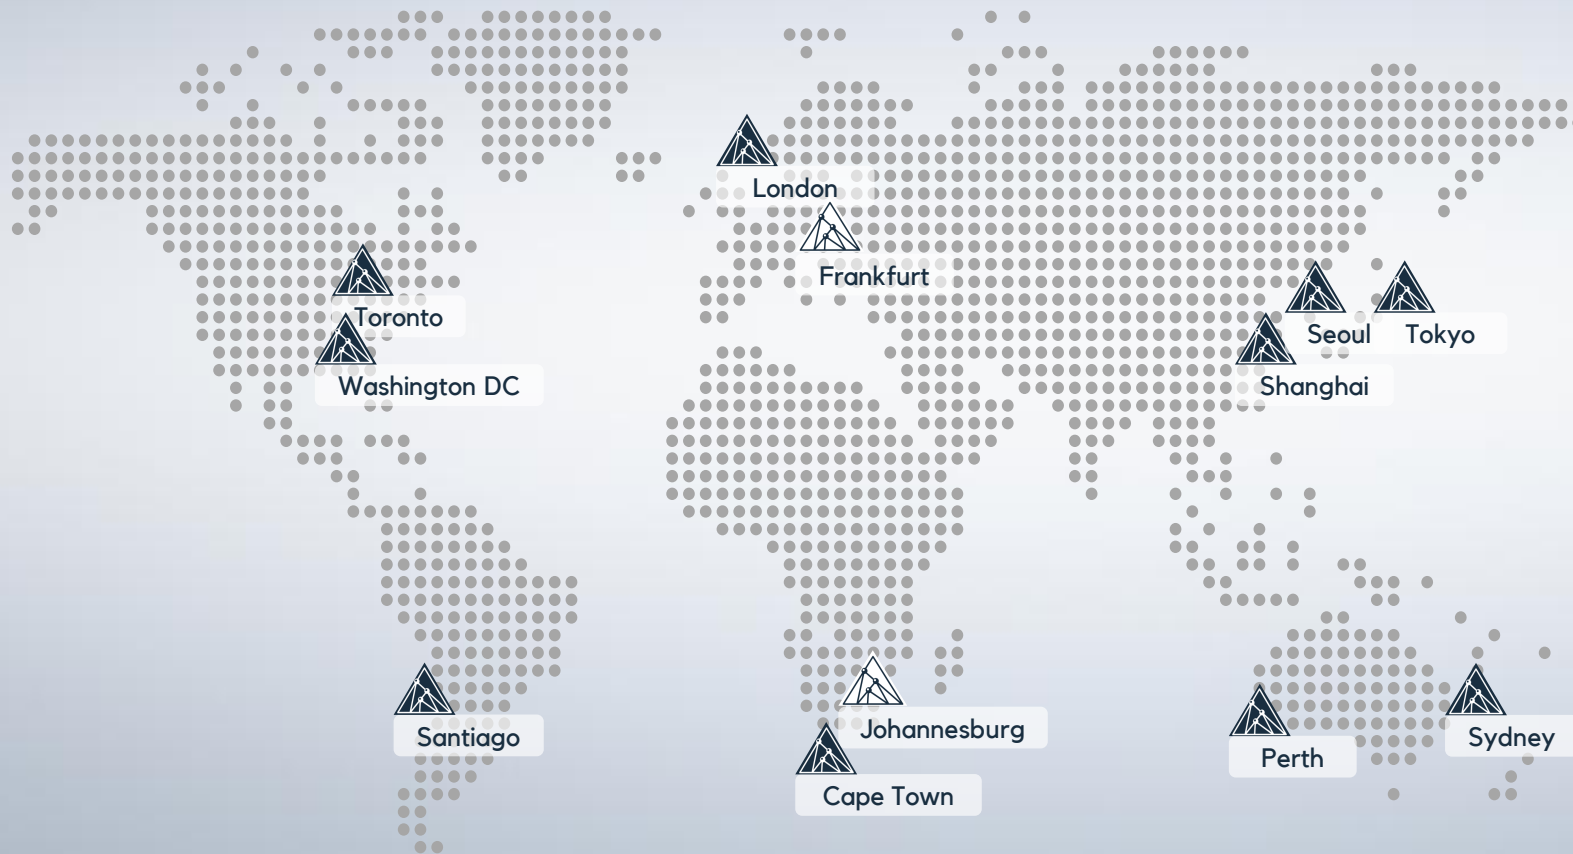 London
Frankfurt
Toronto
Seoul Tokyo
Washington DC
Shanghai
Johannesburg
Santiago
Sydney
Perth
Cape Town